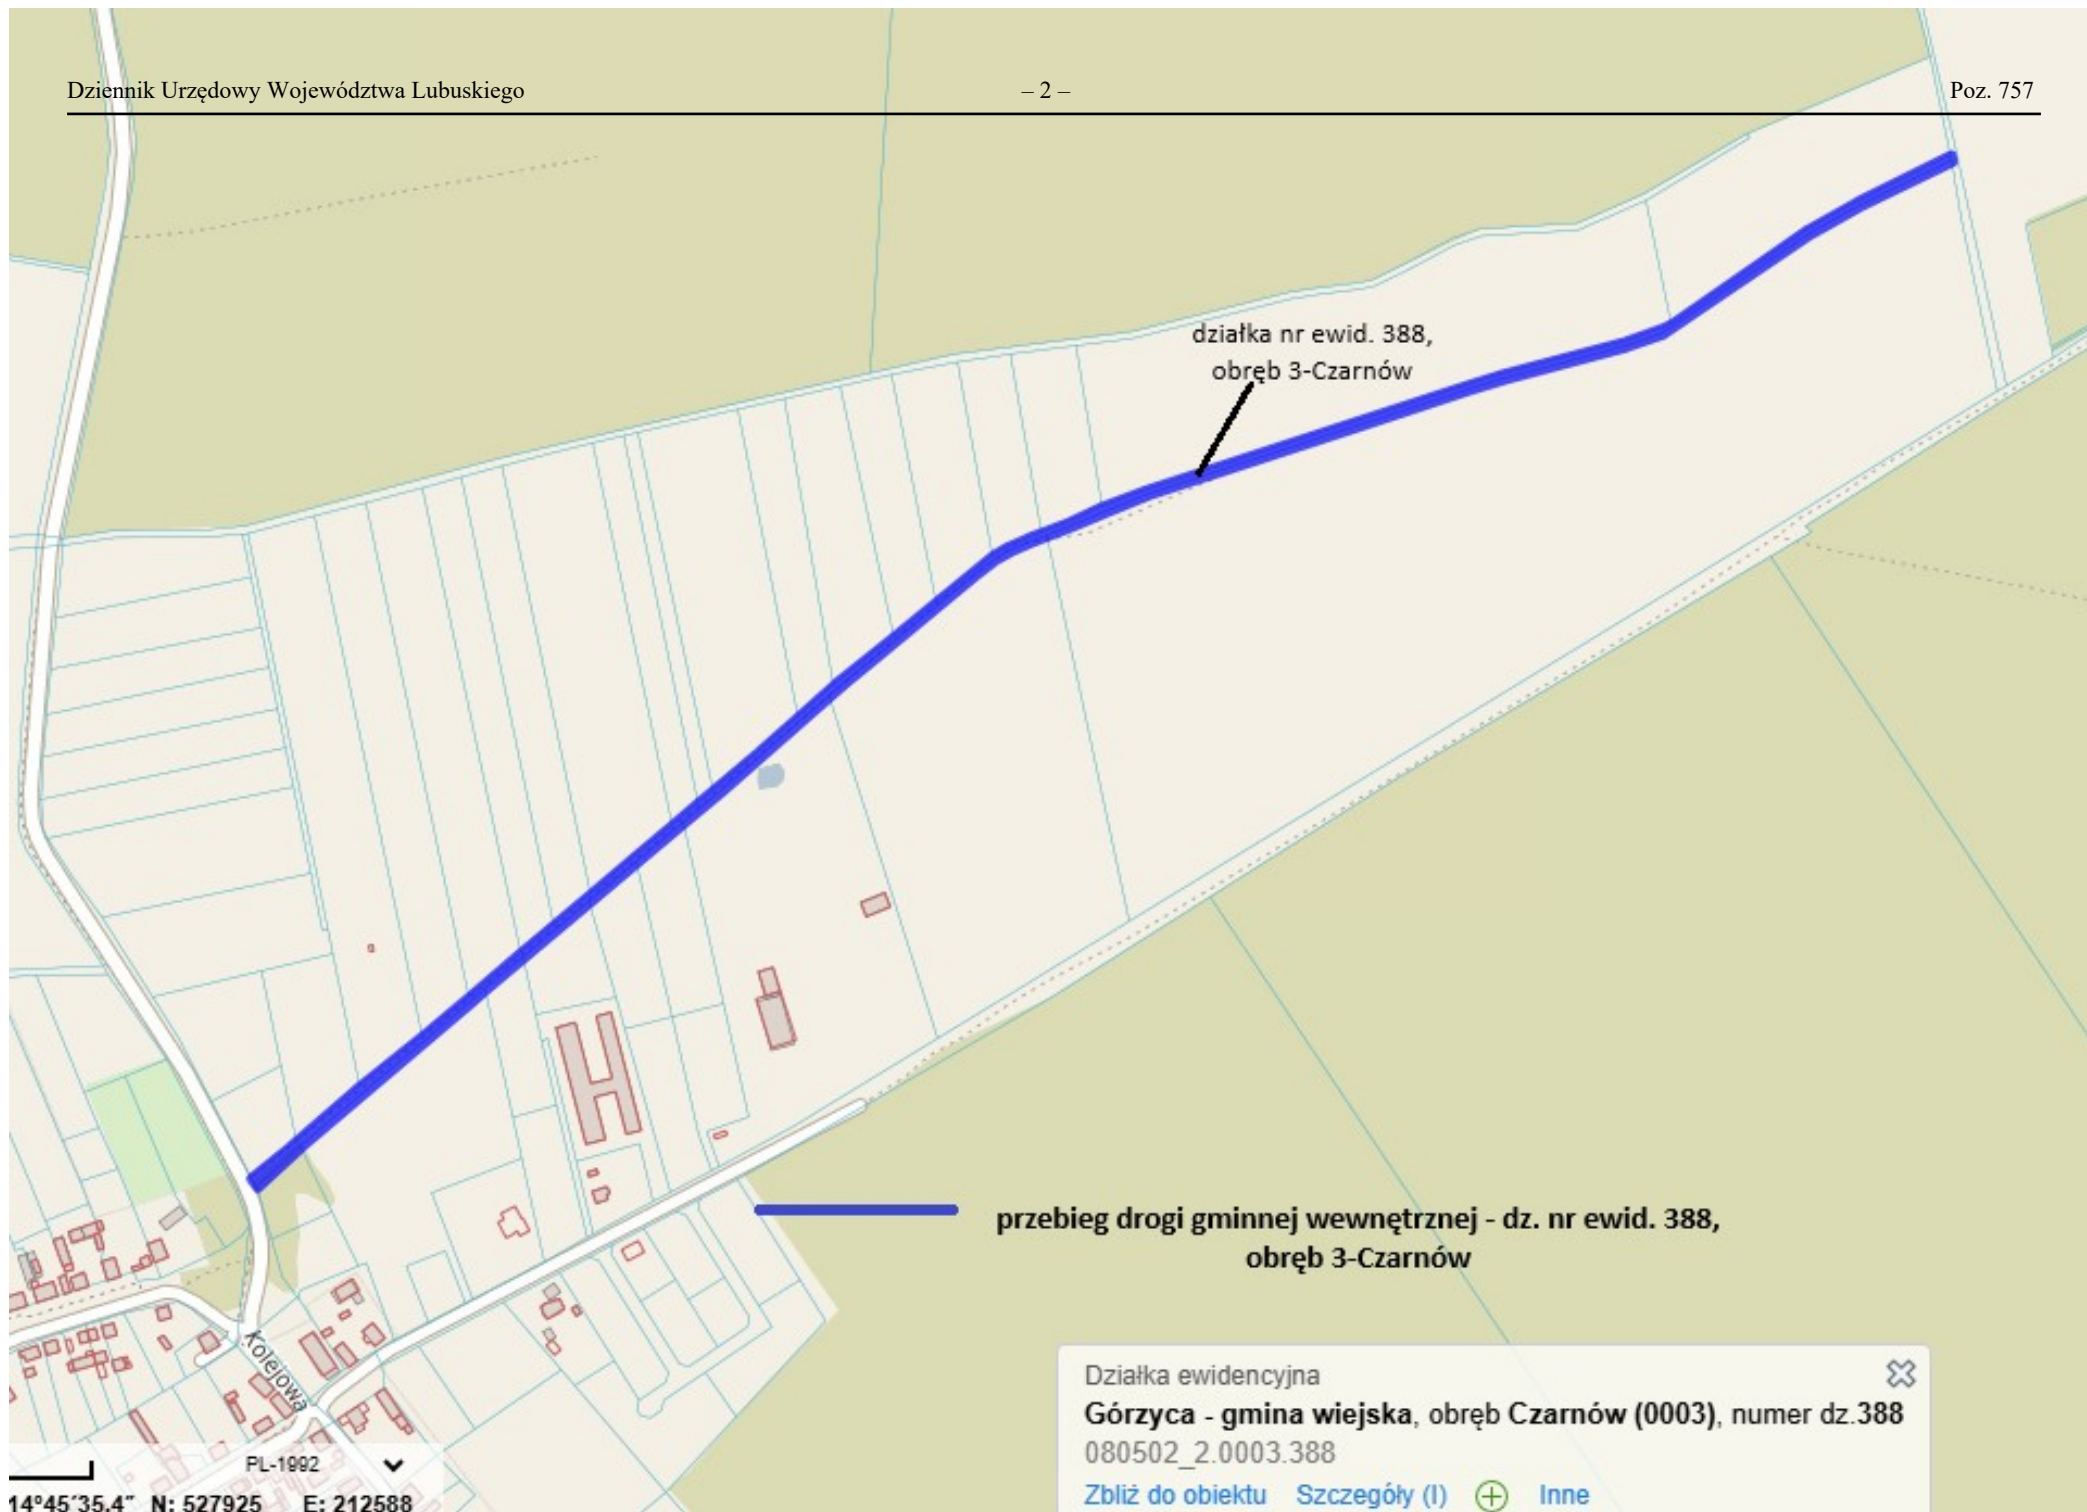 Dziennik Urzędowy Województwa Lubuskiego – 2 – Poz. 757
działka nr ewid. 388,
obręb 3-Czarnów
przebieg drogi gminnej wewnętrznej - dz. nr ewid. 388,
obręb 3-Czarnów
Kolejowa
Działka ewidencyjna
Górzyca - gmina wiejska, obręb Czarnów (0003), numer dz.388
080502_2.0003.388
Zbliż do obiektu Szczegóły (I) Inne
PL-1992
14°45'35.4" N: 527925 E: 212588